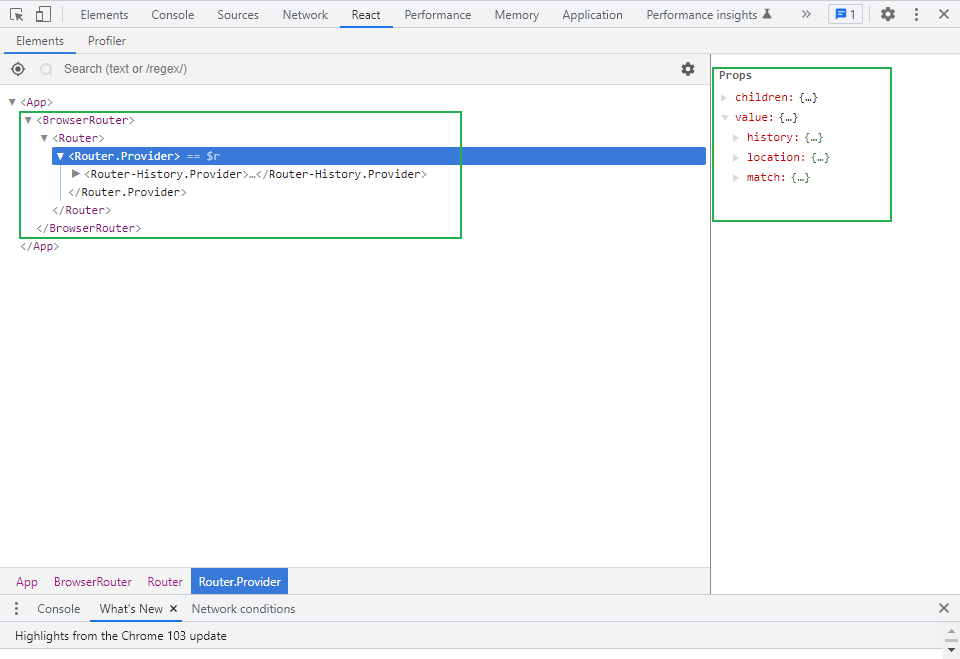 Elements Console Sources Network React Performance Memory Application Performance insights » 1
Elements Profiler
Search (text or /regex/)
<App>
<BrowserRouter>
<Router>
<Router.Provider> == $r
<Router-History.Provider>…</Router-History.Provider>
</Router.Provider>
</Router>
</BrowserRouter>
</App>
Props
children: {…}
value: {…}
history: {…}
location: {…}
match: {…}
App BrowserRouter Router Router.Provider
Console What's New Network conditions
Highlights from the Chrome 103 update